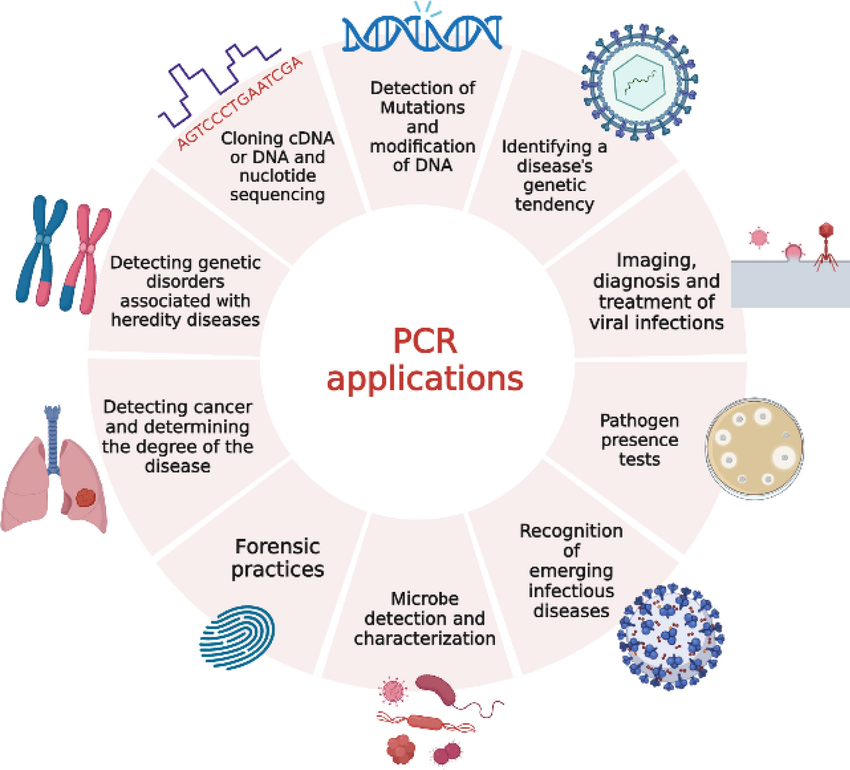 Detection of
Mutations
and
modification
of DNA
Identifying a
disease's
genetic
tendency
Imaging,
diagnosis and
treatment of
viral infections
Pathogen
presence
tests
Recognition
of
emerging
infectious
diseases
Microbe
detection and
characterization
Forensic
practices
Detecting cancer
and determining
the degree of the
disease
Detecting genetic
disorders
associated with
heredity diseases
AGTCCCTGAATCGA
Cloning cDNA
or DNA and
nuclotide
sequencing
PCR
applications